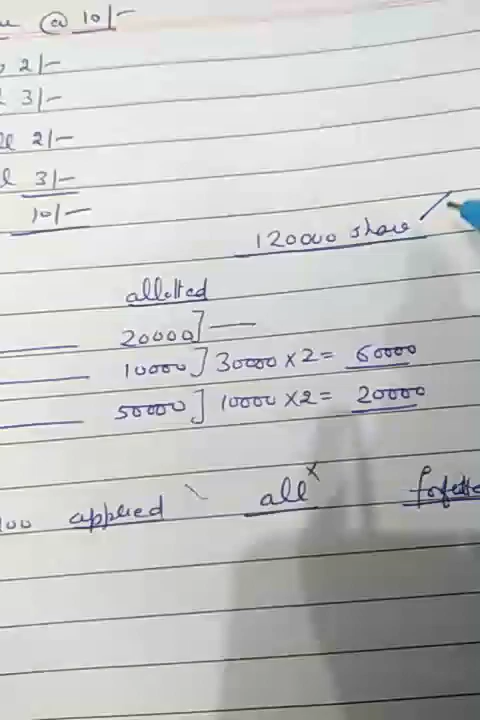 @ 10/-
2/-
3/-
2/-
3/-
10/-
120000 share
allotted
20000] —
10000] 30000 x 2 = 60000
50000] 10000 x 2 = 20000
00 applied all x